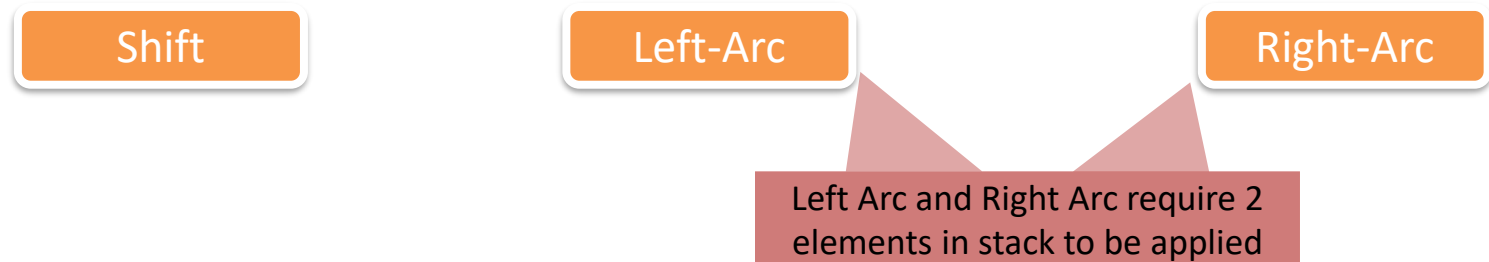 Shift
Left-Arc
Right-Arc
Left Arc and Right Arc require 2
elements in stack to be applied